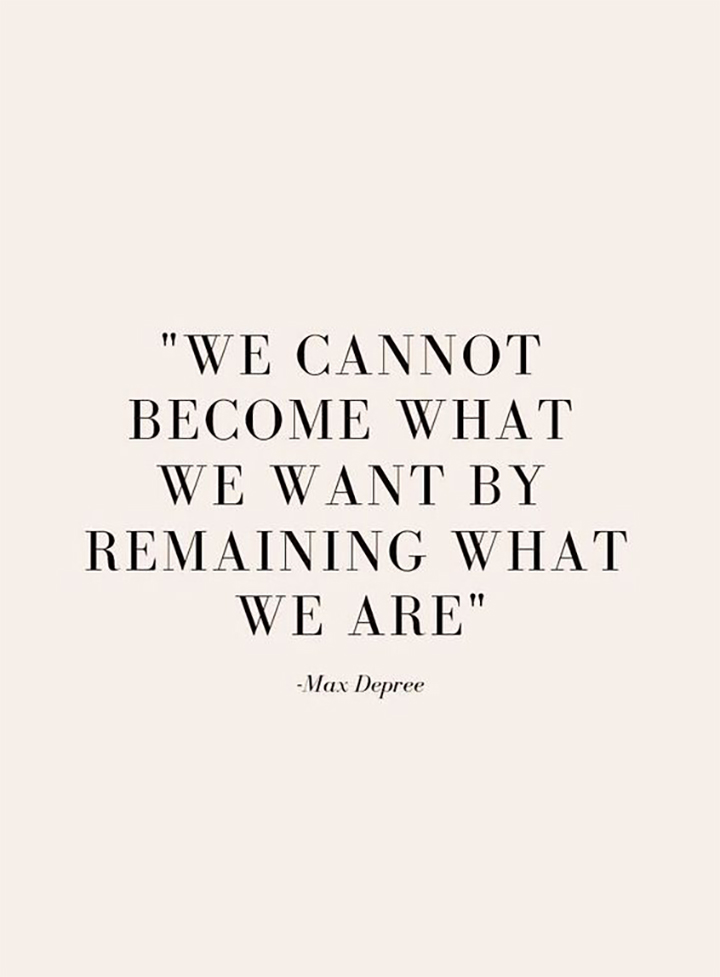 "WE CANNOT
BECOME WHAT
WE WANT BY
REMAINING WHAT
WE ARE"
-Max Depree